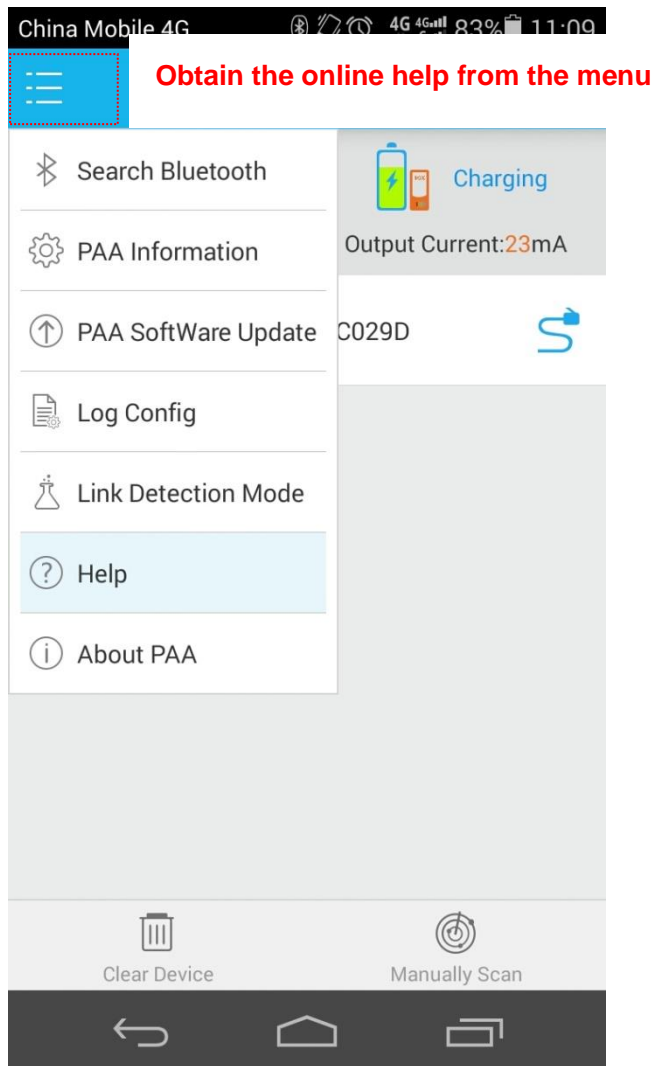 China Mobile 4G 4G 4G 83% 11:09
Obtain the online help from the menu
Search Bluetooth
Charging
PAA Information
Output Current:23mA
PAA SoftWare Update
C029D
Log Config
Link Detection Mode
Help
About PAA
Clear Device
Manually Scan